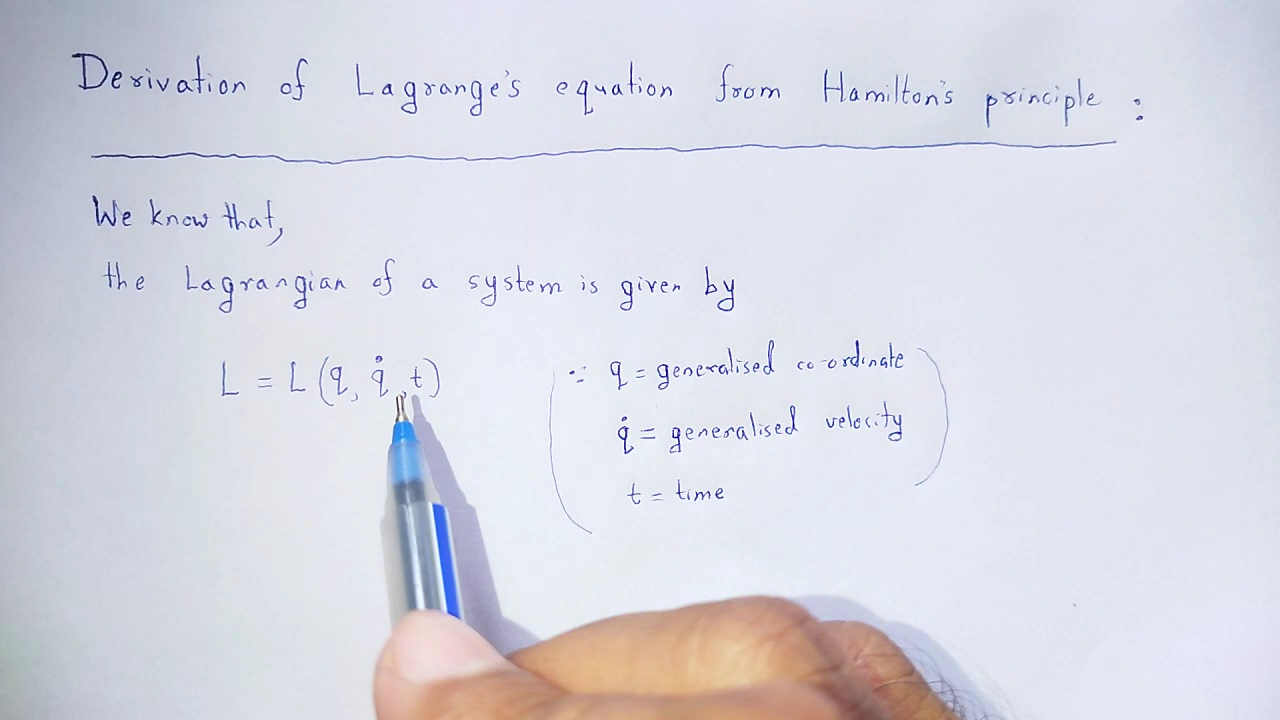 Derivation of Lagrange's equation from Hamilton's principle :
We know that,
the Lagrangian of a system is given by
L = L (q, q̇, t)
∵ q = generalised co-ordinate
q̇ = generalised velocity
t = time